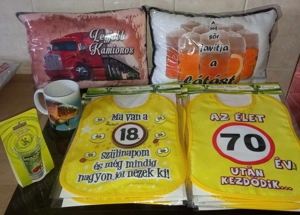 Legjobb
Kamionos
A
sör
javítja a
látást
Ma van a
18
szülinapom
és még mindig
nagyon jól nézek ki!
AZ ÉLET
70
ÉV
UTÁN
KEZDŐDIK...